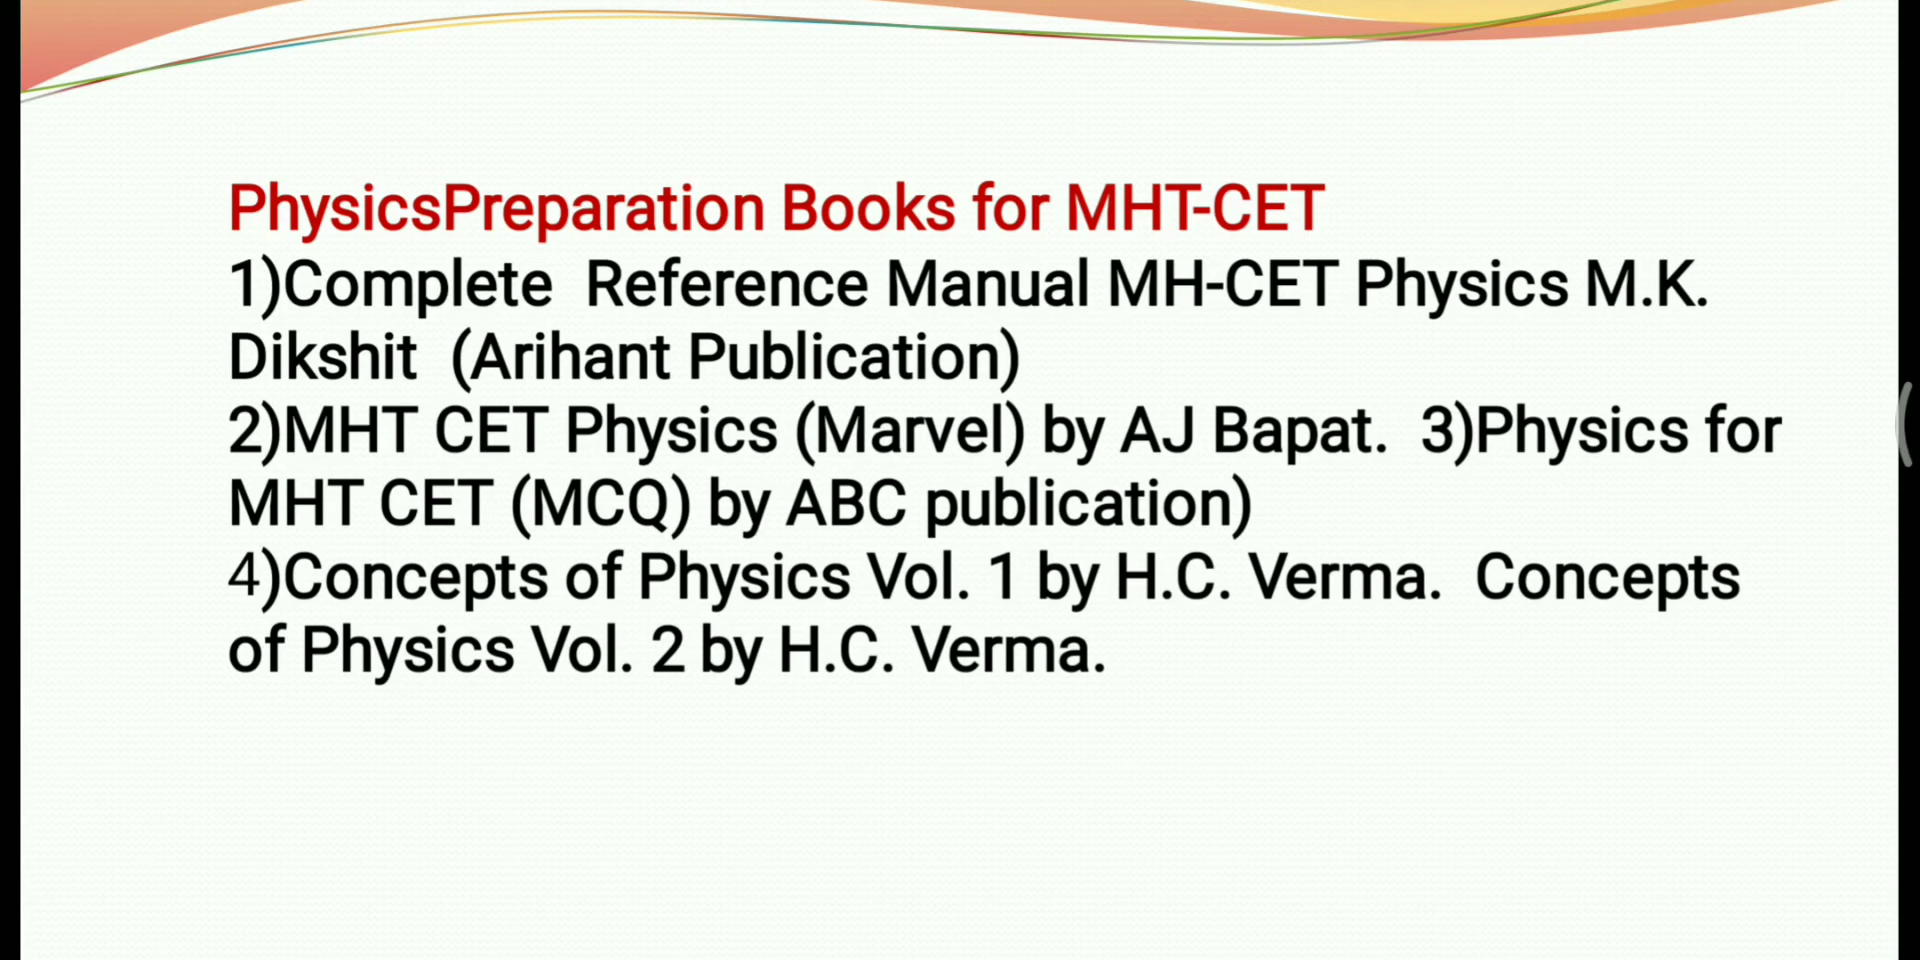 PhysicsPreparation Books for MHT-CET
1)Complete  Reference Manual MH-CET Physics M.K.
Dikshit  (Arihant Publication)
2)MHT CET Physics (Marvel) by AJ Bapat.  3)Physics for
MHT CET (MCQ) by ABC publication)
4)Concepts of Physics Vol. 1 by H.C. Verma.  Concepts
of Physics Vol. 2 by H.C. Verma.